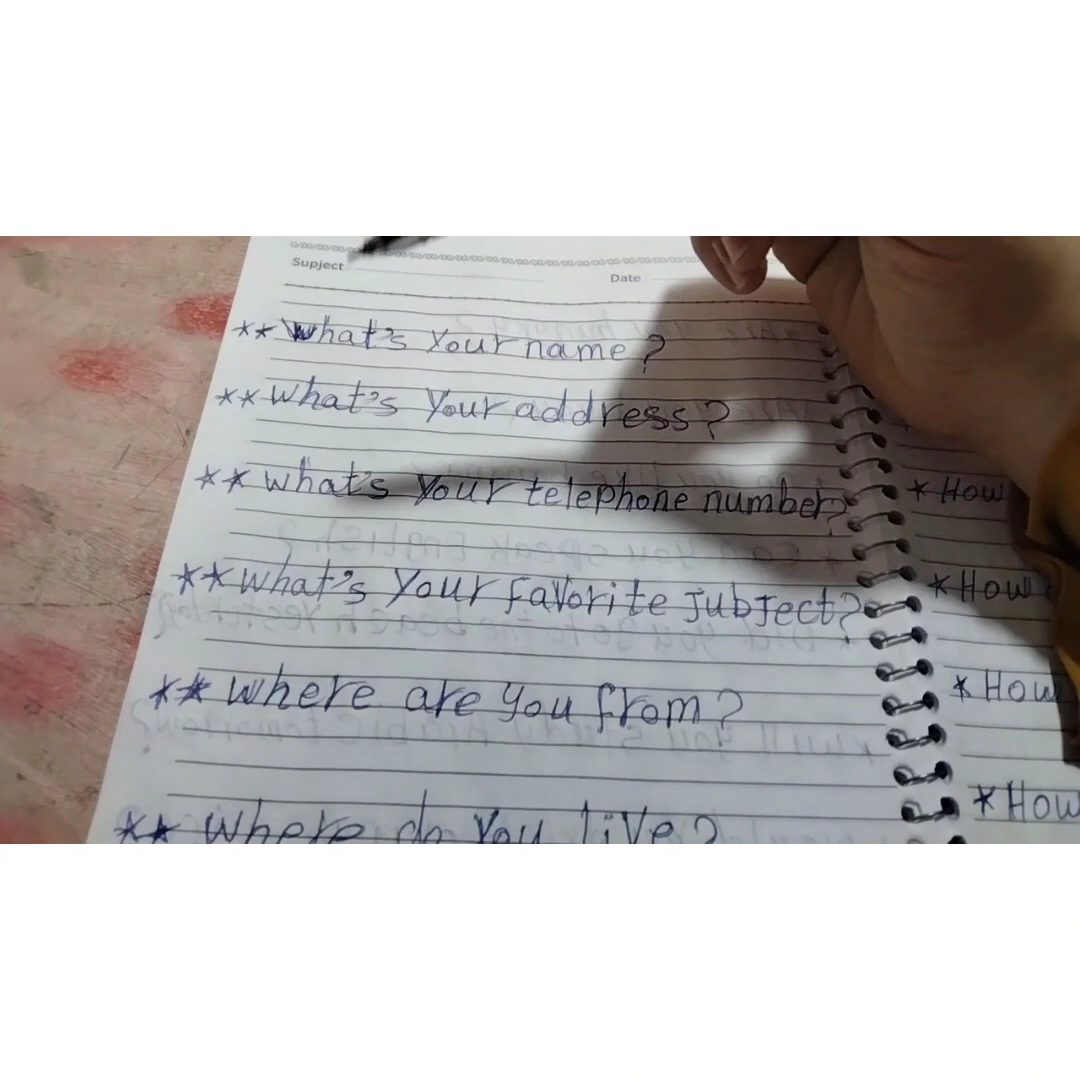 Supject
Date
** What's your name?
** What's your address?
** what's your telephone number?
** what's your favorite subject?
** where are you from?
** where do you live?
* How
* How
* How
* How